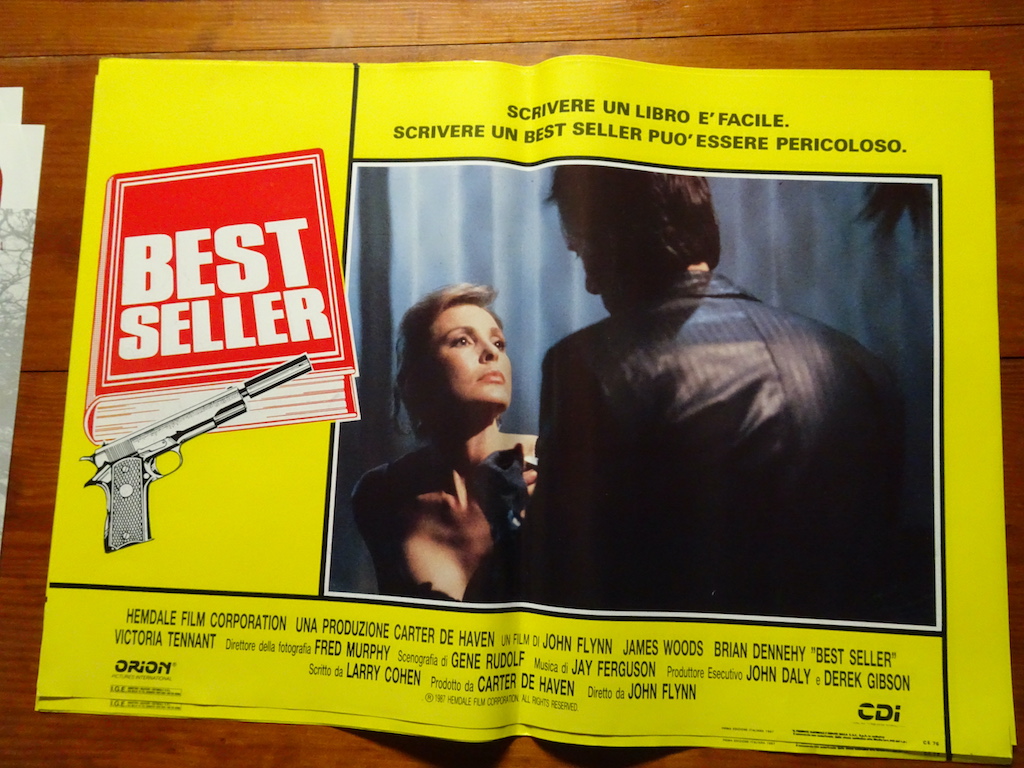 SCRIVERE UN LIBRO E' FACILE.
SCRIVERE UN BEST SELLER PUO' ESSERE PERICOLOSO.
BEST
SELLER
HEMDALE FILM CORPORATION UNA PRODUZIONE CARTER DE HAVEN UN FILM DI JOHN FLYNN JAMES WOODS BRIAN DENNEHY "BEST SELLER"
VICTORIA TENNANT Direttore della fotografia FRED MURPHY Scenografia di GENE RUDOLF Musica di JAY FERGUSON Produttore Esecutivo JOHN DALY e DEREK GIBSON
Scritto da LARRY COHEN Prodotto da CARTER DE HAVEN Diretto da JOHN FLYNN
® 1987 HEMDALE FILM CORPORATION. ALL RIGHTS RESERVED.
ORION®
PICTURES INTERNATIONAL
I.G.E.
I.G.E.
CDI